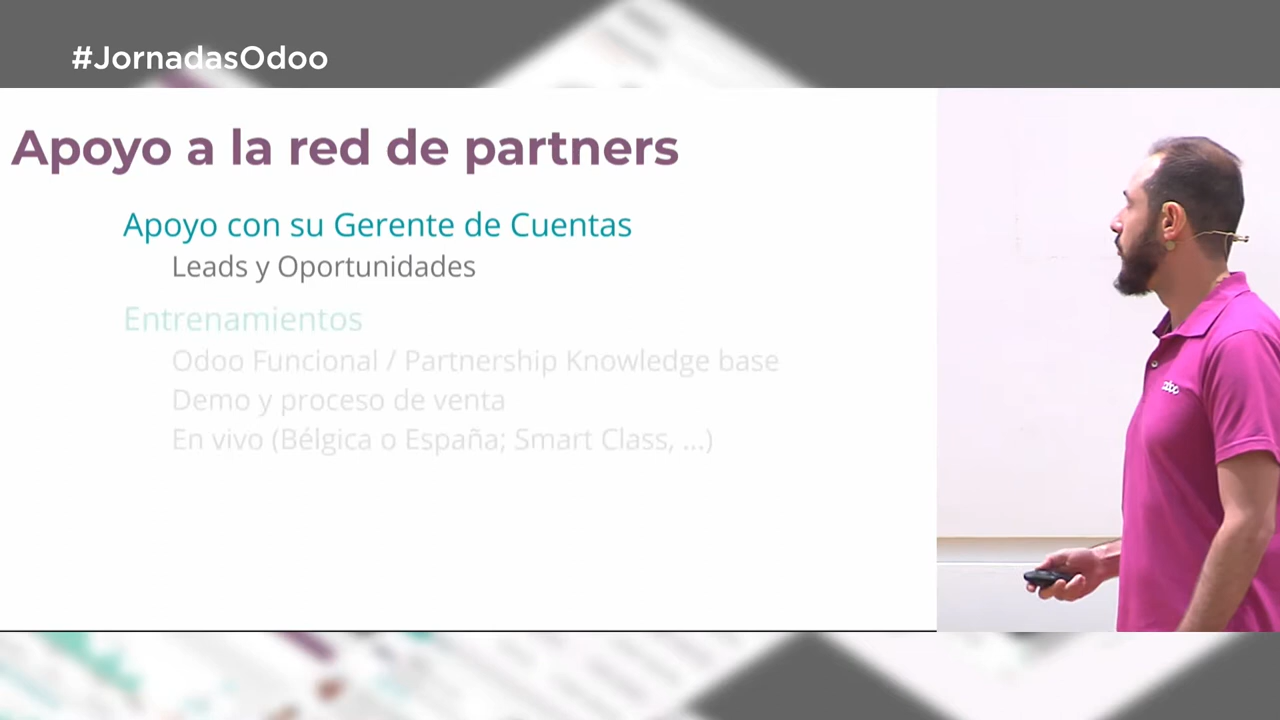 #JornadasOdoo
Apoyo a la red de partners
Apoyo con su Gerente de Cuentas
Leads y Oportunidades
Entrenamientos
Odoo Funcional / Partnership Knowledge base
Demo y proceso de venta
En vivo (Bélgica o España; Smart Class, ...)
odoo